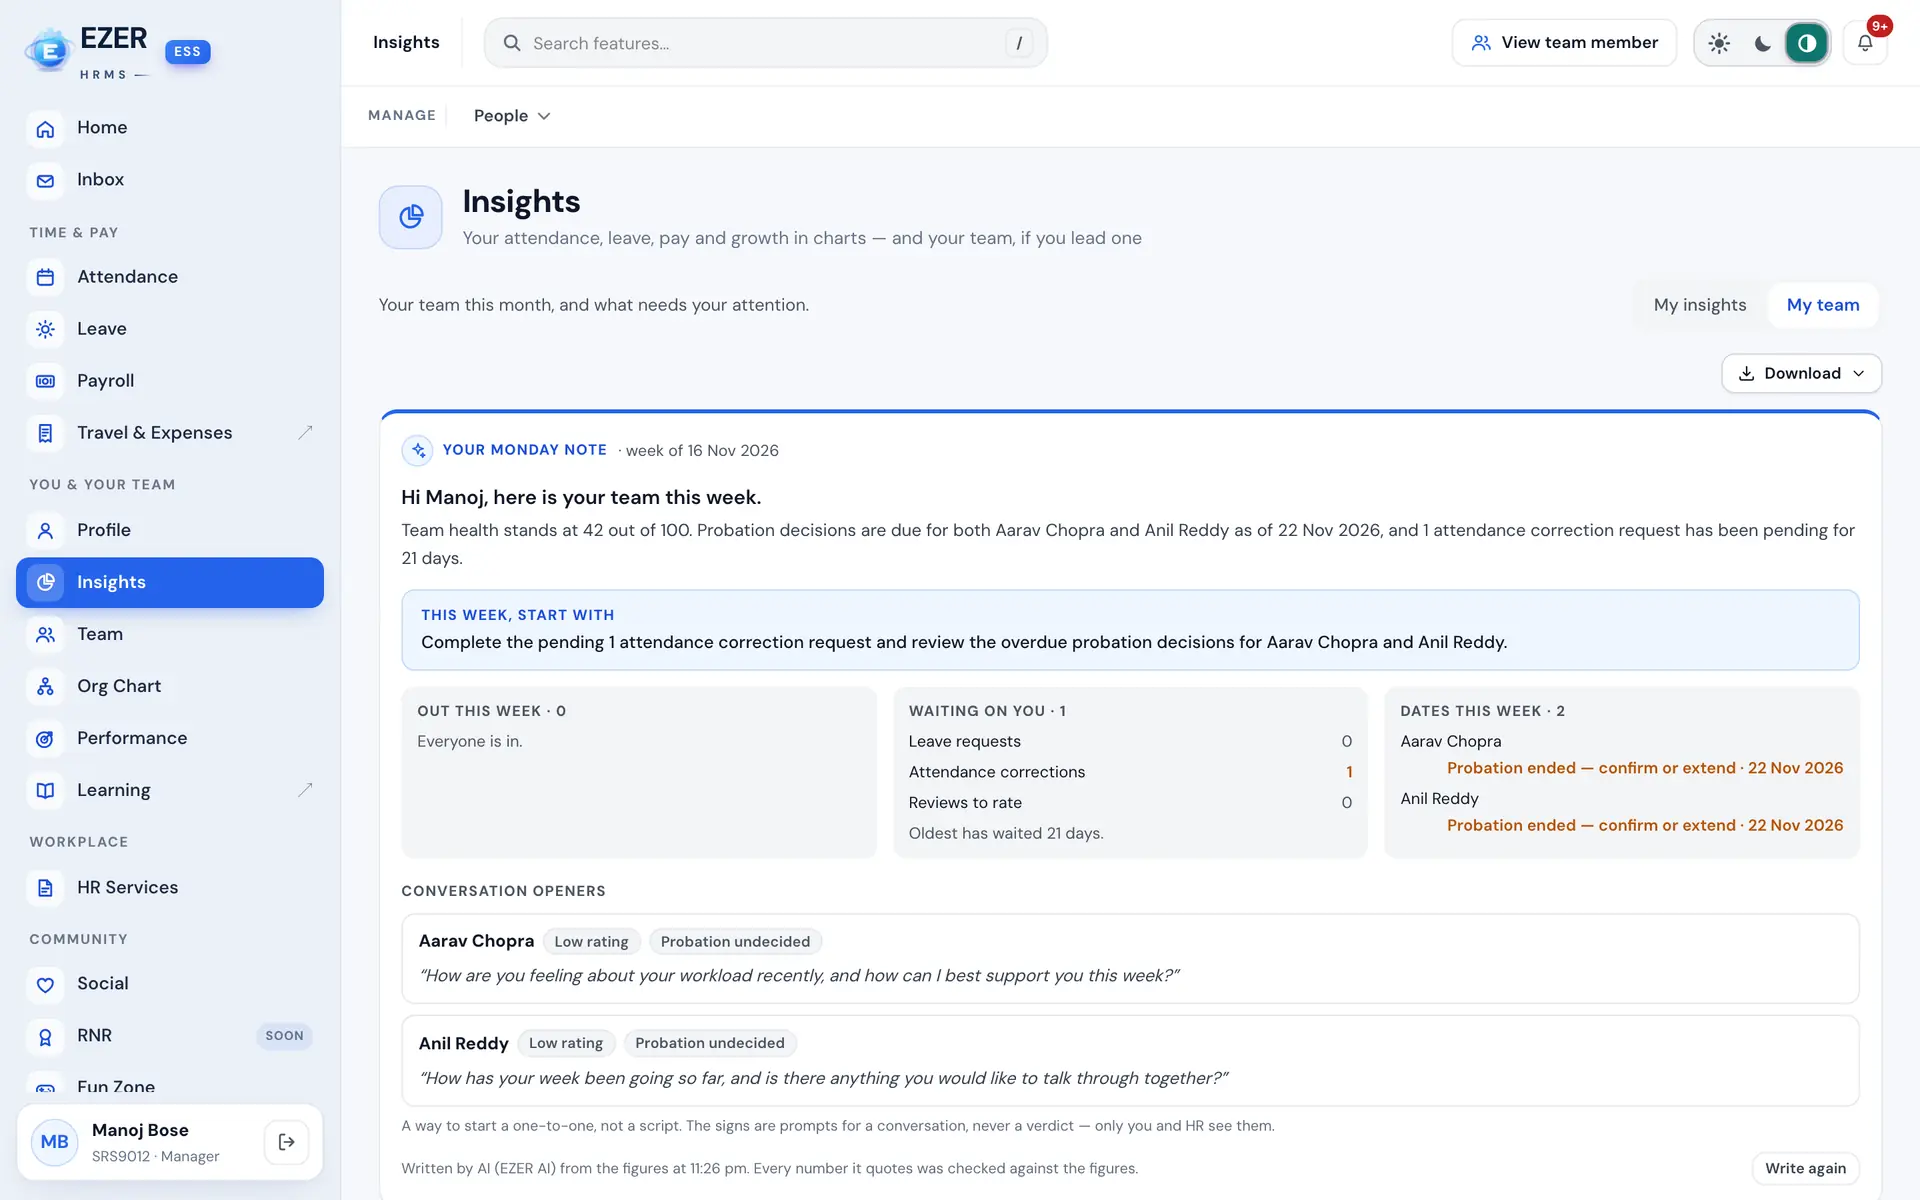 EZER
HRMS
ESS
Home
Inbox
TIME & PAY
Attendance
Leave
Payroll
Travel & Expenses
YOU & YOUR TEAM
Profile
Insights
Team
Org Chart
Performance
Learning
WORKPLACE
HR Services
COMMUNITY
Social
RNR SOON
Fun Zone
MB Manoj Bose
SRS9012 · Manager
Insights
Search features... /
View team member
9+
MANAGE People
Insights
Your attendance, leave, pay and growth in charts — and your team, if you lead one
Your team this month, and what needs your attention.
My insights My team
Download
YOUR MONDAY NOTE · week of 16 Nov 2026
Hi Manoj, here is your team this week.
Team health stands at 42 out of 100. Probation decisions are due for both Aarav Chopra and Anil Reddy as of 22 Nov 2026, and 1 attendance correction request has been pending for
21 days.
THIS WEEK, START WITH
Complete the pending 1 attendance correction request and review the overdue probation decisions for Aarav Chopra and Anil Reddy.
OUT THIS WEEK · 0
Everyone is in.
WAITING ON YOU · 1
Leave requests 0
Attendance corrections 1
Reviews to rate 0
Oldest has waited 21 days.
DATES THIS WEEK · 2
Aarav Chopra
Probation ended — confirm or extend · 22 Nov 2026
Anil Reddy
Probation ended — confirm or extend · 22 Nov 2026
CONVERSATION OPENERS
Aarav Chopra Low rating Probation undecided
“How are you feeling about your workload recently, and how can I best support you this week?”
Anil Reddy Low rating Probation undecided
“How has your week been going so far, and is there anything you would like to talk through together?”
A way to start a one-to-one, not a script. The signs are prompts for a conversation, never a verdict — only you and HR see them.
Written by AI (EZER AI) from the figures at 11:26 pm. Every number it quotes was checked against the figures.
Write again